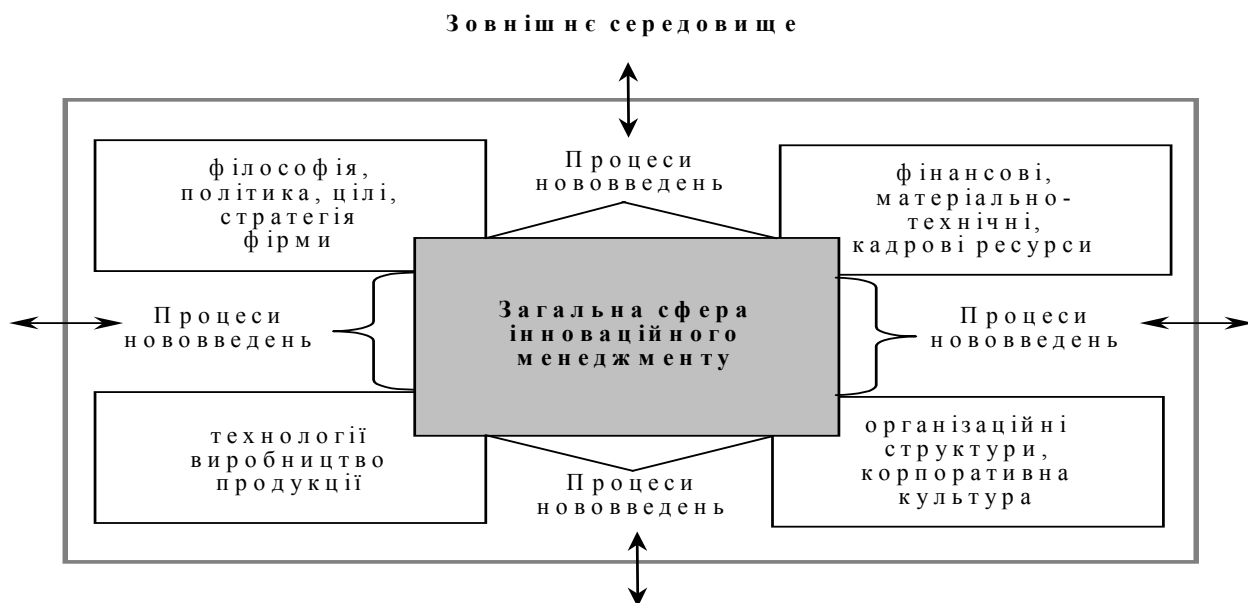 Зовнішнє середовище
філософія,
політика, цілі,
стратегія
фірми
Процеси
нововведень
фінансові,
матеріально-
технічні,
кадрові ресурси
Процеси
нововведень
Загальна сфера
інноваційного
менеджменту
Процеси
нововведень
технології
виробництво
продукції
Процеси
нововведень
організаційні
структури,
корпоративна
культура